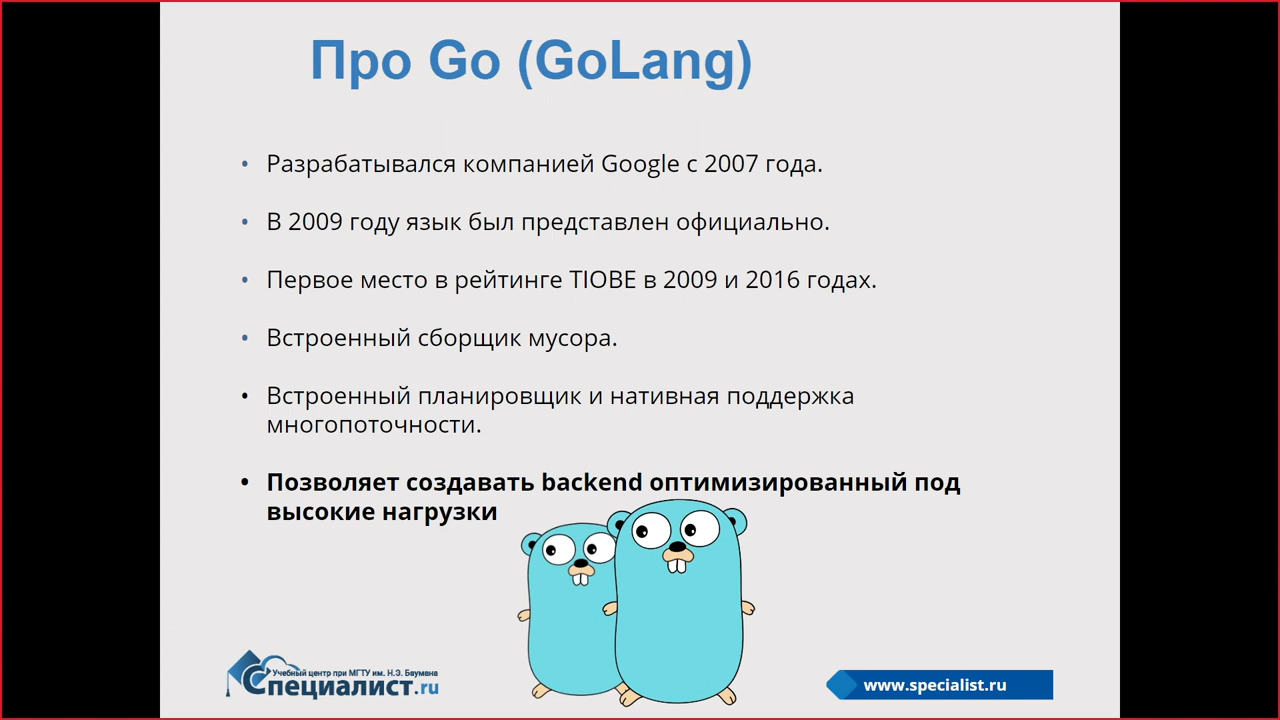 Про Go (GoLang)
• Разрабатывался компанией Google с 2007 года.
• В 2009 году язык был представлен официально.
• Первое место в рейтинге TIOBE в 2009 и 2016 годах.
• Встроенный сборщик мусора.
• Встроенный планировщик и нативная поддержка
многопоточности.
• Позволяет создавать backend оптимизированный под
высокие нагрузки
Учебный центр при МГТУ им. Н.Э. Баумана
Специалист.ru
www.specialist.ru